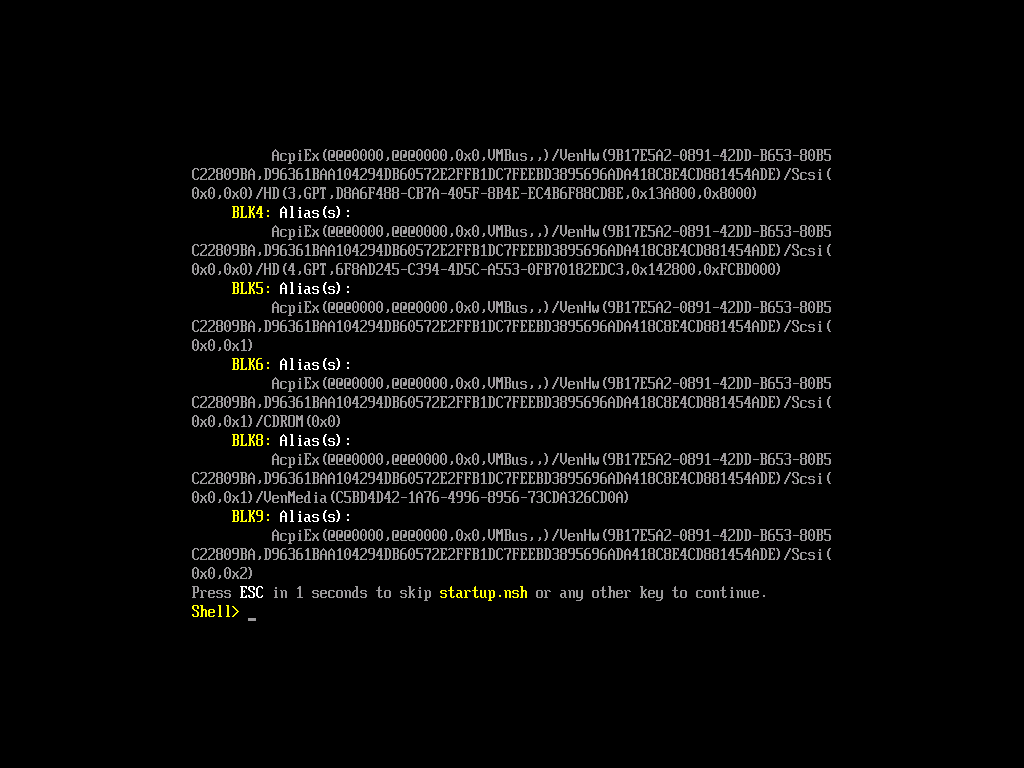 AcpiEx(@@@0000,@@@0000,0x0,VMBus,,)/VenHw(9B17E5A2-0891-42DD-B653-80B5
C22809BA,D96361BAA104294DB60572E2FFB1DC7FEEBD3895696ADA418C8E4CD881454ADE)/Scsi(
0x0,0x0)/HD(3,GPT,D8A6F488-CB7A-405F-8B4E-EC4B6F88CD8E,0x13A800,0x8000)
BLK4: Alias(s):
AcpiEx(@@@0000,@@@0000,0x0,VMBus,,)/VenHw(9B17E5A2-0891-42DD-B653-80B5
C22809BA,D96361BAA104294DB60572E2FFB1DC7FEEBD3895696ADA418C8E4CD881454ADE)/Scsi(
0x0,0x0)/HD(4,GPT,6F8AD245-C394-4D5C-A553-0FB70182EDC3,0x142800,0xFCBD000)
BLK5: Alias(s):
AcpiEx(@@@0000,@@@0000,0x0,VMBus,,)/VenHw(9B17E5A2-0891-42DD-B653-80B5
C22809BA,D96361BAA104294DB60572E2FFB1DC7FEEBD3895696ADA418C8E4CD881454ADE)/Scsi(
0x0,0x1)
BLK6: Alias(s):
AcpiEx(@@@0000,@@@0000,0x0,VMBus,,)/VenHw(9B17E5A2-0891-42DD-B653-80B5
C22809BA,D96361BAA104294DB60572E2FFB1DC7FEEBD3895696ADA418C8E4CD881454ADE)/Scsi(
0x0,0x1)/CDROM(0x0)
BLK8: Alias(s):
AcpiEx(@@@0000,@@@0000,0x0,VMBus,,)/VenHw(9B17E5A2-0891-42DD-B653-80B5
C22809BA,D96361BAA104294DB60572E2FFB1DC7FEEBD3895696ADA418C8E4CD881454ADE)/Scsi(
0x0,0x1)/VenMedia(C5BD4D42-1A76-4996-8956-73CDA326CD0A)
BLK9: Alias(s):
AcpiEx(@@@0000,@@@0000,0x0,VMBus,,)/VenHw(9B17E5A2-0891-42DD-B653-80B5
C22809BA,D96361BAA104294DB60572E2FFB1DC7FEEBD3895696ADA418C8E4CD881454ADE)/Scsi(
0x0,0x2)
Press ESC in 1 seconds to skip startup.nsh or any other key to continue.
Shell> _